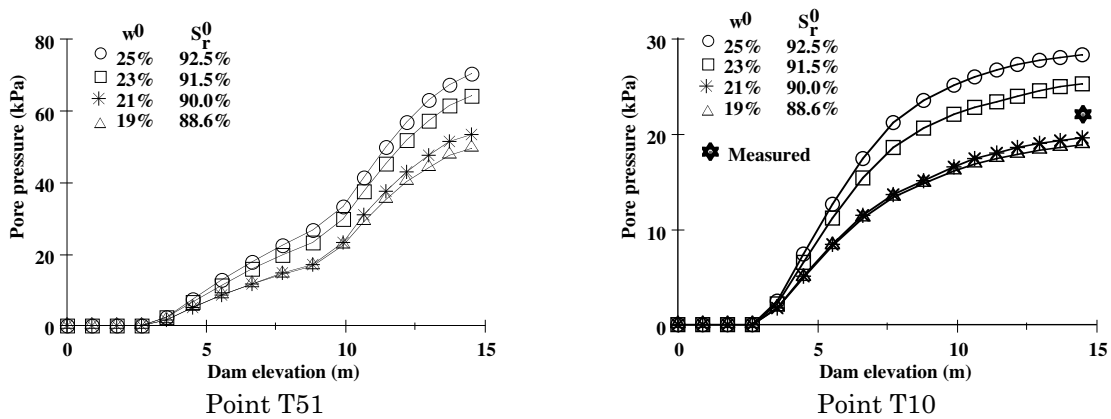 w⁰ S_r⁰
25% 92.5%
23% 91.5%
21% 90.0%
19% 88.6%
80
60
40
20
0
Pore pressure (kPa)
0 5 10 15
Dam elevation (m)
Point T51
w⁰ S_r⁰
25% 92.5%
23% 91.5%
21% 90.0%
19% 88.6%
Measured
30
20
10
0
Pore pressure (kPa)
0 5 10 15
Dam elevation (m)
Point T10